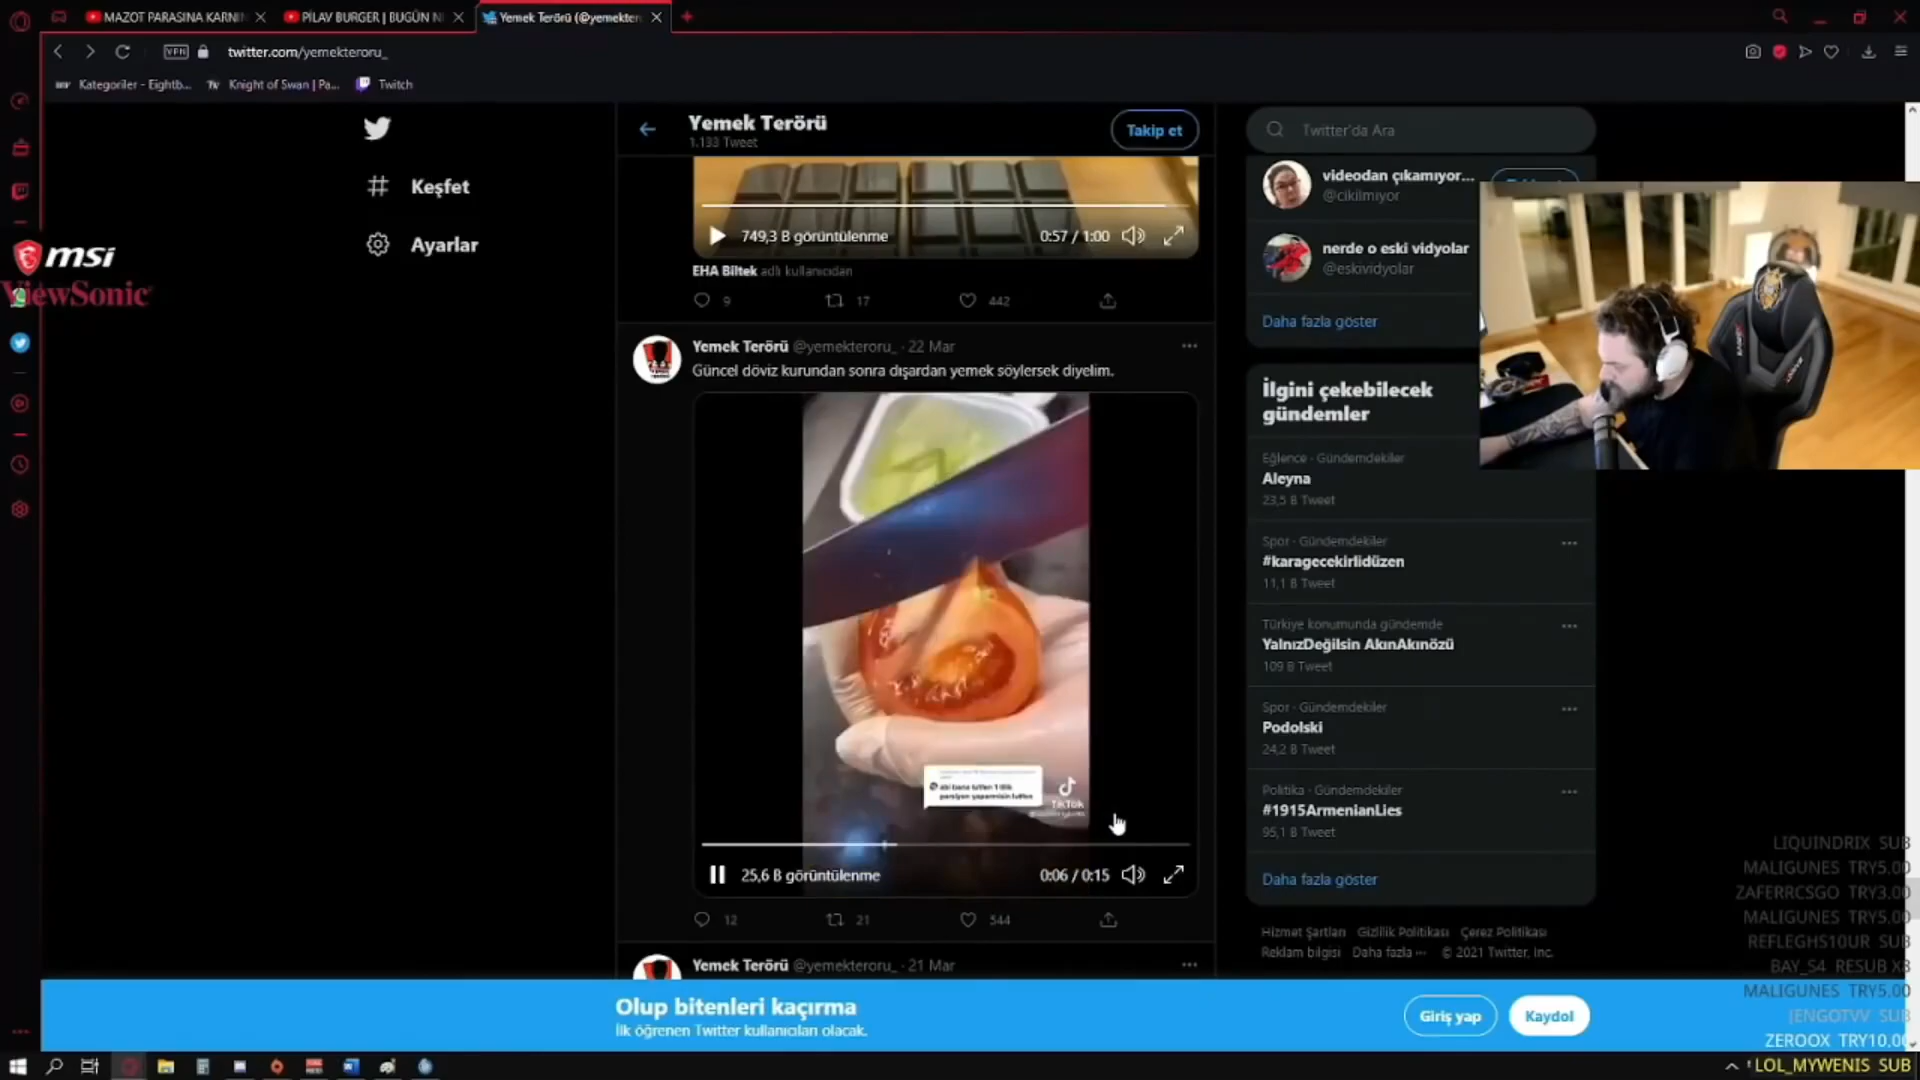 MAZOT PARASINA KARNI
PİLAV BURGER | BUGÜN N
Yemek Terörü (@yemekter
VPN
twitter.com/yemekteroru_
Kategoriler - Eightb...
Knight of Swan | Pa...
Twitch
Keşfet
Ayarlar
msi
ViewSonic
Yemek Terörü
1.133 Tweet
Takip et
749,3 B görüntülenme
0:57 / 1:00
EHA Biltek adlı kullanıcıdan
9
17
442
Yemek Terörü @yemekteroru_ · 22 Mar
Güncel döviz kurundan sonra dışardan yemek söylersek diyelim.
TikTok
25,6 B görüntülenme
0:06 / 0:15
12
21
544
Yemek Terörü @yemekteroru_ · 21 Mar
Twitter'da Ara
videodan çıkamıyor...
@cikilmiyor
nerde o eski vidyolar
@eskividyolar
Daha fazla göster
İlgini çekebilecek
gündemler
Eğlence · Gündemdekiler
Aleyna
23,5 B Tweet
Spor · Gündemdekiler
#karagecekirlidüzen
11,1 B Tweet
Türkiye konumunda gündemde
YalnızDeğilsin AkınAkınözü
109 B Tweet
Spor · Gündemdekiler
Podolski
24,2 B Tweet
Politika · Gündemdekiler
#1915ArmenianLies
95,1 B Tweet
Daha fazla göster
Hizmet Şartları Gizlilik Politikası Çerez Politikası
Reklam bilgisi Daha fazla ··· © 2021 Twitter, Inc.
LIQUINDRIX SUB
MALIGUNES TRY5.00
ZAFERRCSGO TRY3.00
MALIGUNES TRY5.00
REFLEGHS10UR SUB
BAY_S4 RESUB X8
MALIGUNES TRY5.00
JENGOTVV SUB
ZEROOX TRY10.00
LOL_MYWENIS SUB
Olup bitenleri kaçırma
İlk öğrenen Twitter kullanıcıları olacak.
Giriş yap
Kaydol